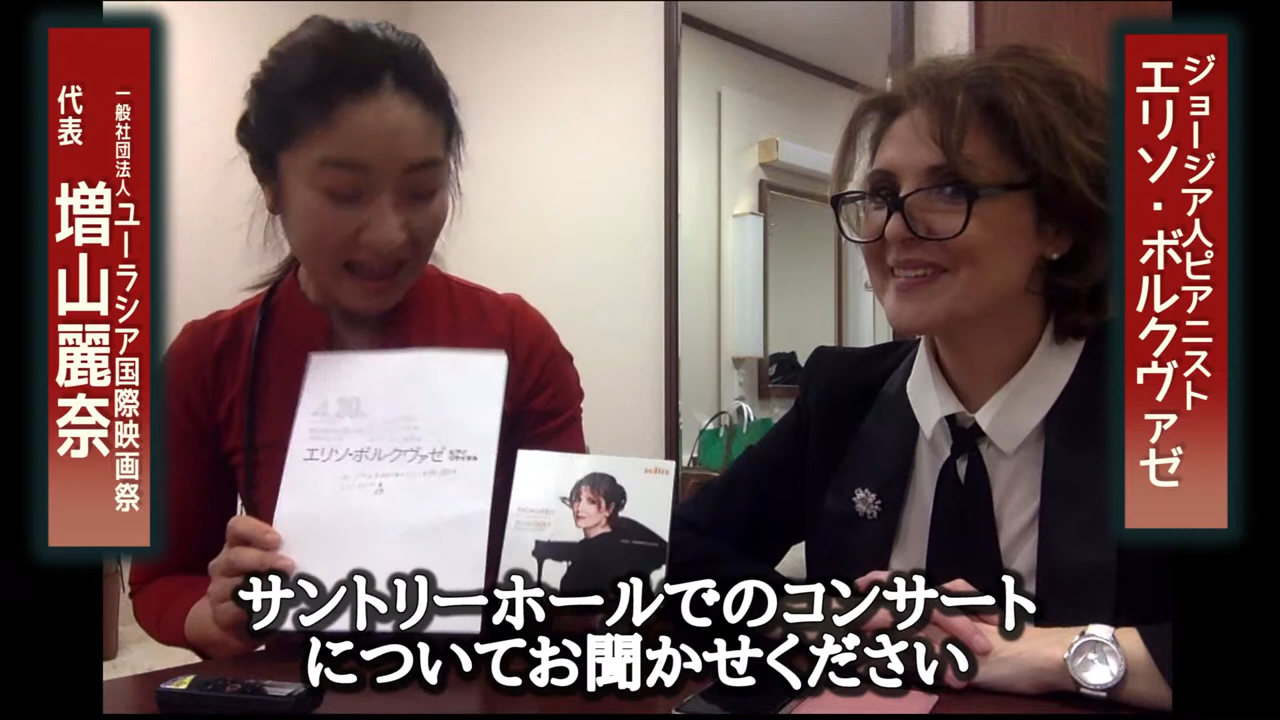 一般社団法人ユーラシア国際映画祭
代表 増山麗奈
ジョージア人ピアニスト
エリソ・ボルクヴァゼ
4.20
エリソ・ボルクヴァゼ
サントリーホールでのコンサート
についてお聞かせください